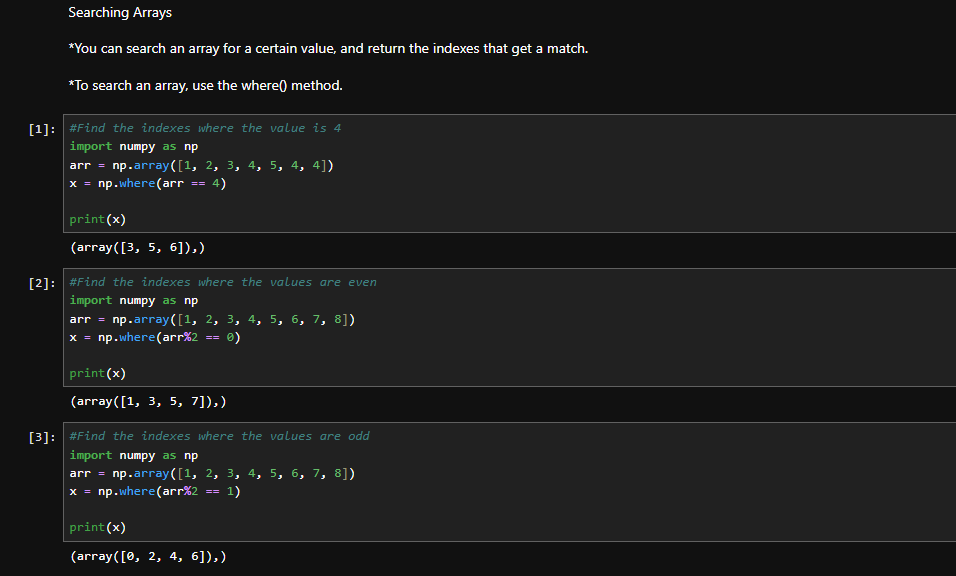 Searching Arrays
*You can search an array for a certain value, and return the indexes that get a match.
*To search an array, use the where() method.
[1]: #Find the indexes where the value is 4
import numpy as np
arr = np.array([1, 2, 3, 4, 5, 4, 4])
x = np.where(arr == 4)
print(x)
(array([3, 5, 6]),)
[2]: #Find the indexes where the values are even
import numpy as np
arr = np.array([1, 2, 3, 4, 5, 6, 7, 8])
x = np.where(arr%2 == 0)
print(x)
(array([1, 3, 5, 7]),)
[3]: #Find the indexes where the values are odd
import numpy as np
arr = np.array([1, 2, 3, 4, 5, 6, 7, 8])
x = np.where(arr%2 == 1)
print(x)
(array([0, 2, 4, 6]),)